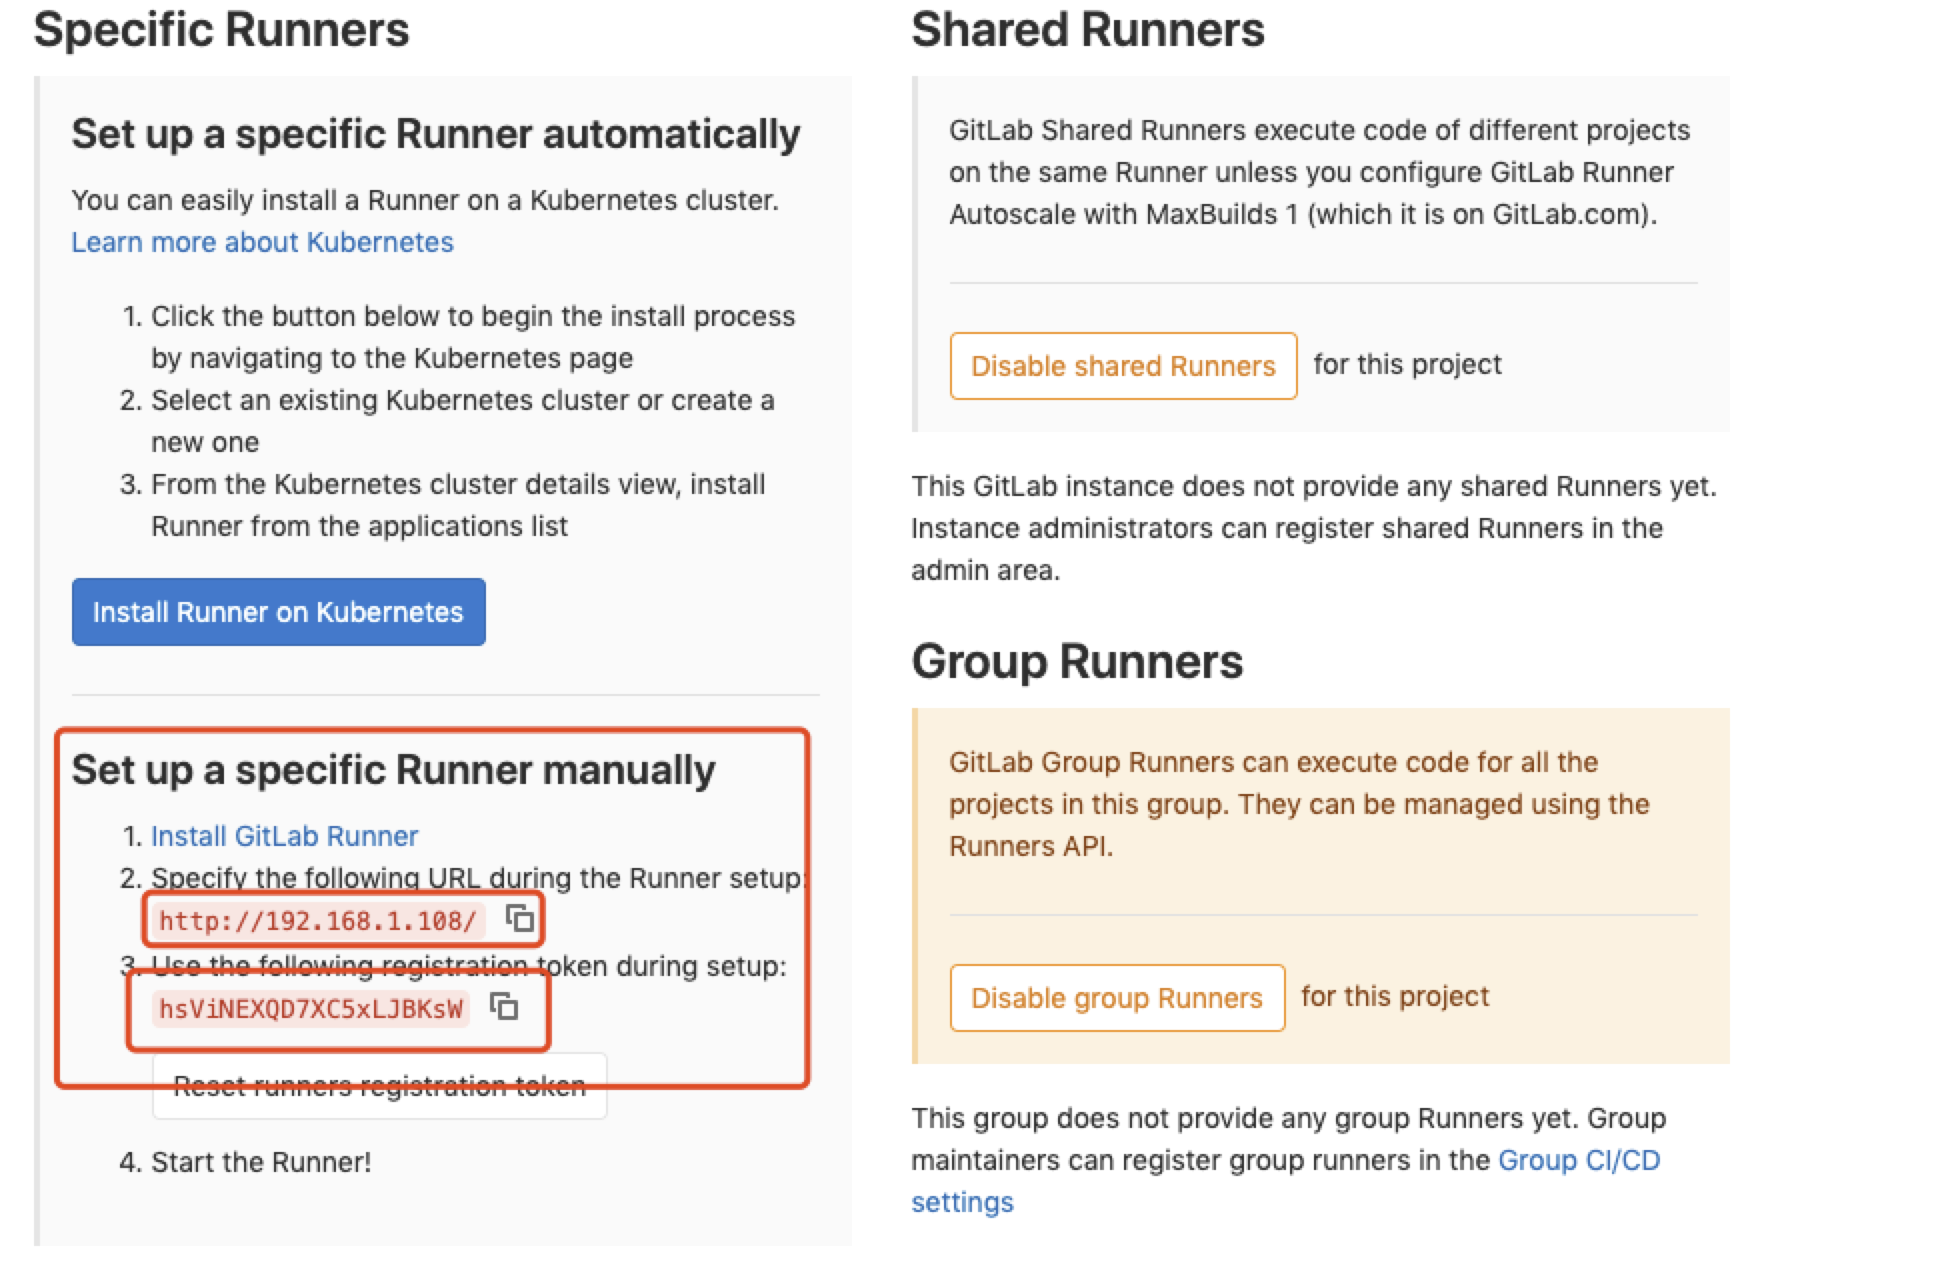 Specific Runners
Set up a specific Runner automatically
You can easily install a Runner on a Kubernetes cluster.
Learn more about Kubernetes
1. Click the button below to begin the install process
by navigating to the Kubernetes page
2. Select an existing Kubernetes cluster or create a
new one
3. From the Kubernetes cluster details view, install
Runner from the applications list
Install Runner on Kubernetes
Set up a specific Runner manually
1. Install GitLab Runner
2. Specify the following URL during the Runner setup:
http://192.168.1.108/
3. Use the following registration token during setup:
hsViNEXQD7XC5xLJBKsW
Reset runners registration token
4. Start the Runner!
Shared Runners
GitLab Shared Runners execute code of different projects
on the same Runner unless you configure GitLab Runner
Autoscale with MaxBuilds 1 (which it is on GitLab.com).
Disable shared Runners for this project
This GitLab instance does not provide any shared Runners yet.
Instance administrators can register shared Runners in the
admin area.
Group Runners
GitLab Group Runners can execute code for all the
projects in this group. They can be managed using the
Runners API.
Disable group Runners for this project
This group does not provide any group Runners yet. Group
maintainers can register group runners in the Group CI/CD
settings